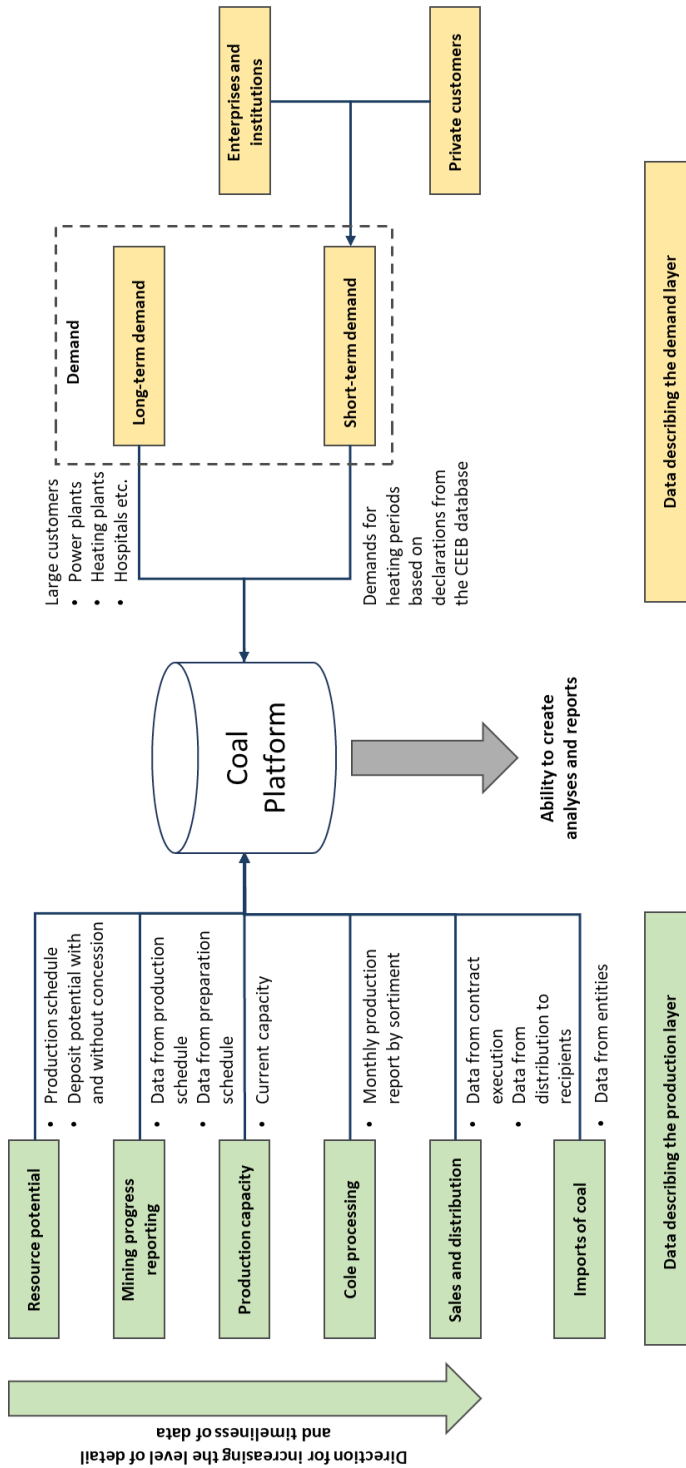 Direction for increasing the level of detail
and timeliness of data
Resource potential
• Production schedule
• Deposit potential with
and without concession
Mining progress
reporting
• Data from production
schedule
• Data from preparation
schedule
Production capacity
• Current capacity
Cole processing
• Monthly production
report by sortiment
Sales and distribution
• Data from contract
execution
• Data from
distribution to
recipients
Imports of coal
• Data from entities
Data describing the production layer
Coal
Platform
Ability to create
analyses and reports
Large customers
• Power plants
• Heating plants
• Hospitals etc.
Demands for
heating periods
based on
declarations from
the CEEB database
Demand
Long-term demand
Short-term demand
Enterprises and
institutions
Private customers
Data describing the demand layer